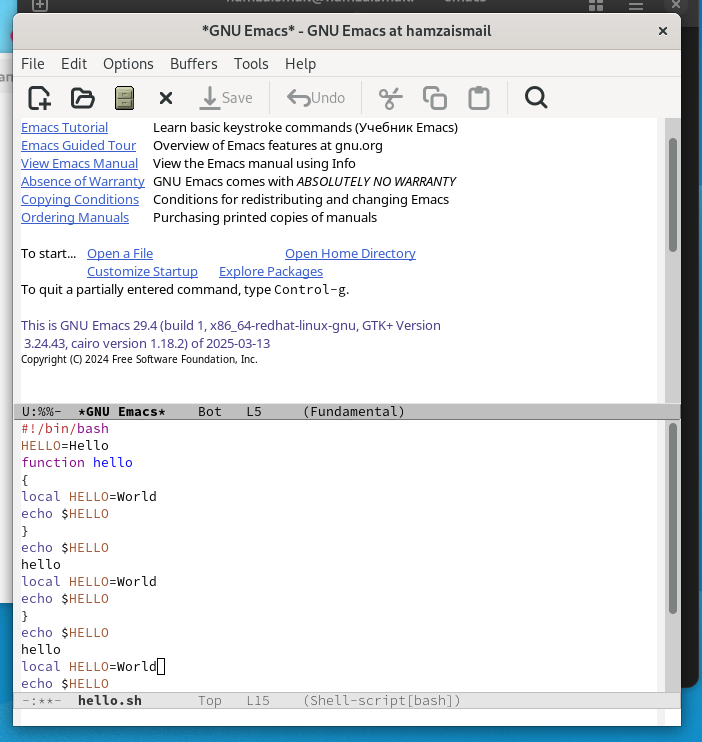 *GNU Emacs* - GNU Emacs at hamzaismail
File Edit Options Buffers Tools Help
Save Undo
Emacs Tutorial Learn basic keystroke commands (Учебник Emacs)
Emacs Guided Tour Overview of Emacs features at gnu.org
View Emacs Manual View the Emacs manual using Info
Absence of Warranty GNU Emacs comes with ABSOLUTELY NO WARRANTY
Copying Conditions Conditions for redistributing and changing Emacs
Ordering Manuals Purchasing printed copies of manuals
To start... Open a File Open Home Directory
Customize Startup Explore Packages
To quit a partially entered command, type Control-g.
This is GNU Emacs 29.4 (build 1, x86_64-redhat-linux-gnu, GTK+ Version
3.24.43, cairo version 1.18.2) of 2025-03-13
Copyright (C) 2024 Free Software Foundation, Inc.
U:%%- *GNU Emacs* Bot L5 (Fundamental)
#!/bin/bash
HELLO=Hello
function hello
{
local HELLO=World
echo $HELLO
}
echo $HELLO
hello
local HELLO=World
echo $HELLO
}
echo $HELLO
hello
local HELLO=World
echo $HELLO
-:**- hello.sh Top L15 (Shell-script[bash])